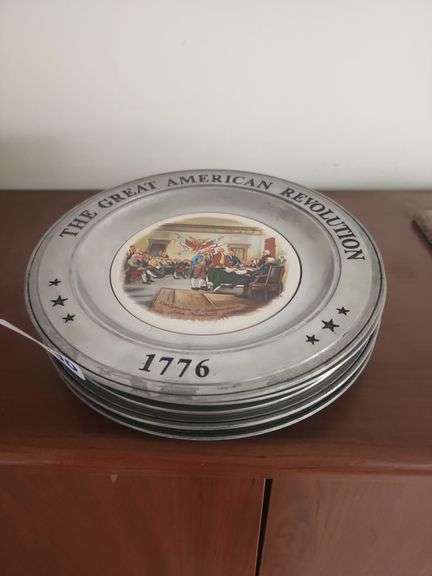 THE GREAT AMERICAN REVOLUTION
1776